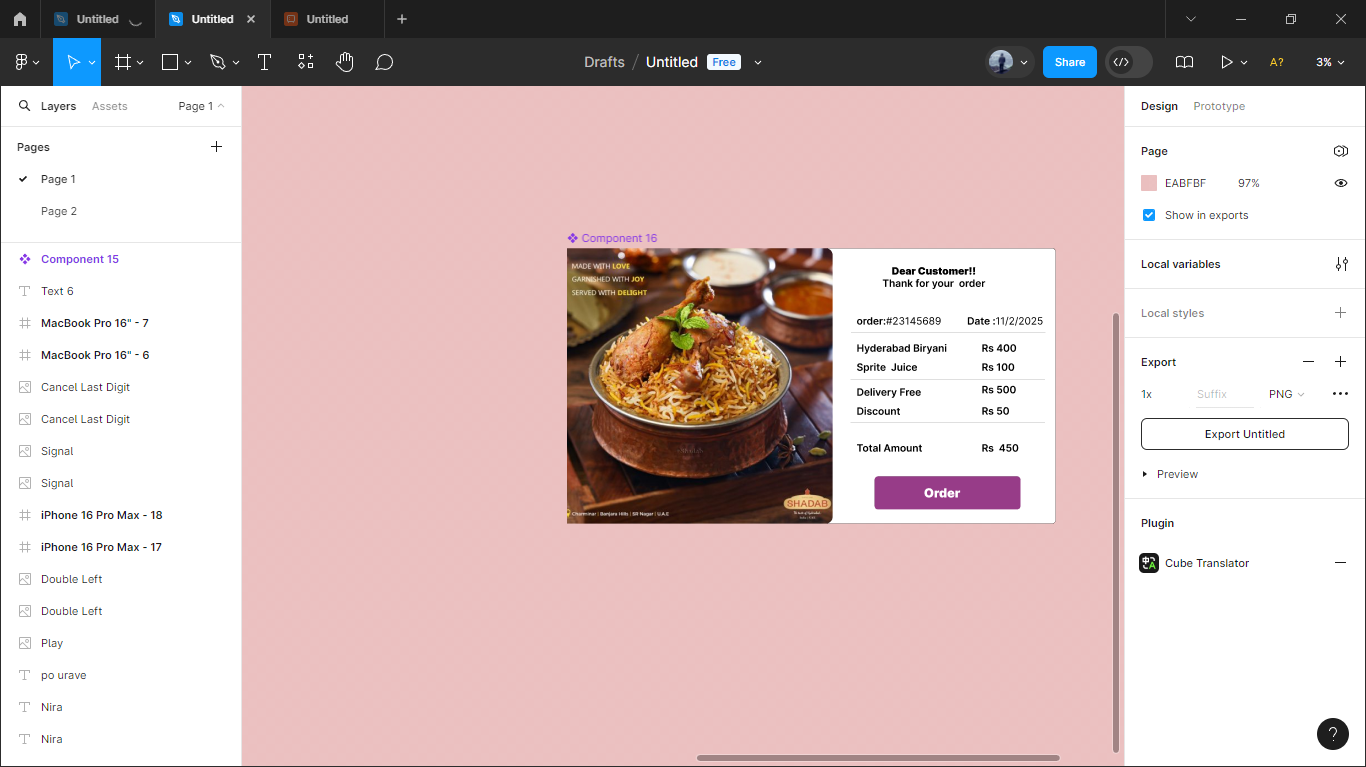 Untitled
Untitled
Untitled
Drafts / Untitled Free
Share
A?
3%
Layers Assets Page 1
Pages
Page 1
Page 2
Component 15
Text 6
MacBook Pro 16" - 7
MacBook Pro 16" - 6
Cancel Last Digit
Cancel Last Digit
Signal
Signal
iPhone 16 Pro Max - 18
iPhone 16 Pro Max - 17
Double Left
Double Left
Play
po urave
Nira
Nira
Component 16
MADE WITH LOVE
GARNISHED WITH JOY
SERVED WITH DELIGHT
SHADAB
Charminar | Banjara Hills | SR Nagar | U.A.E
Dear Customer!!
Thank for your order
order:#23145689 Date :11/2/2025
Hyderabad Biryani Rs 400
Sprite Juice Rs 100
Delivery Free Rs 500
Discount Rs 50
Total Amount Rs 450
Order
Design Prototype
Page
EABFBF 97%
Show in exports
Local variables
Local styles
Export
1x Suffix PNG
Export Untitled
Preview
Plugin
Cube Translator
?